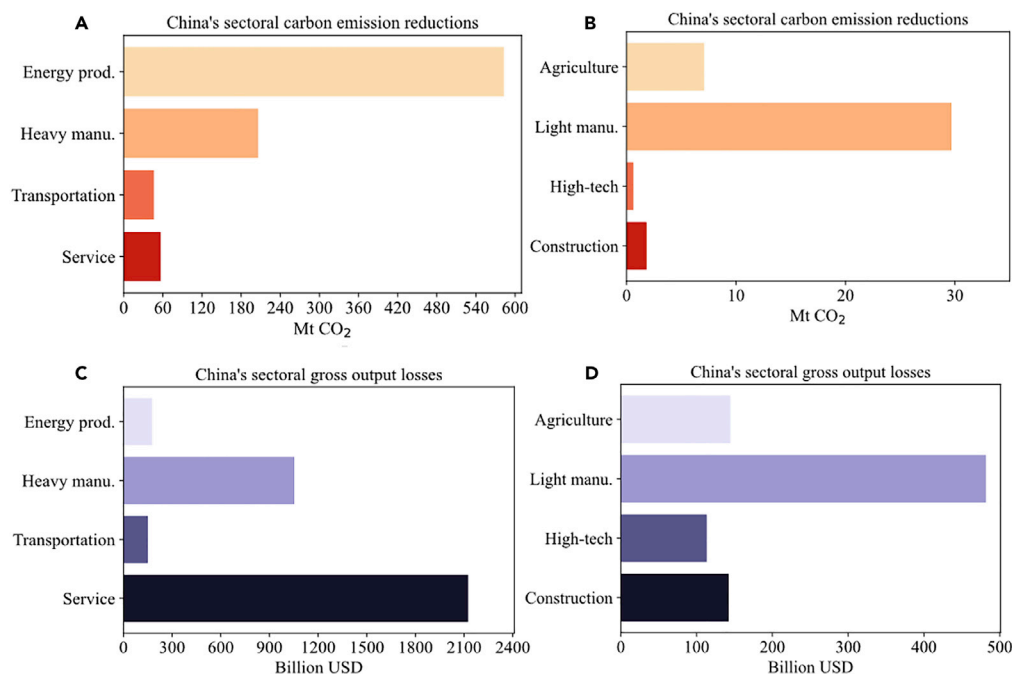 A
China's sectoral carbon emission reductions
Energy prod.
Heavy manu.
Transportation
Service
0 60 120 180 240 300 360 420 480 540 600
Mt CO₂
B
China's sectoral carbon emission reductions
Agriculture
Light manu.
High-tech
Construction
0 10 20 30
Mt CO₂
C
China's sectoral gross output losses
Energy prod.
Heavy manu.
Transportation
Service
0 300 600 900 1200 1500 1800 2100 2400
Billion USD
D
China's sectoral gross output losses
Agriculture
Light manu.
High-tech
Construction
0 100 200 300 400 500
Billion USD